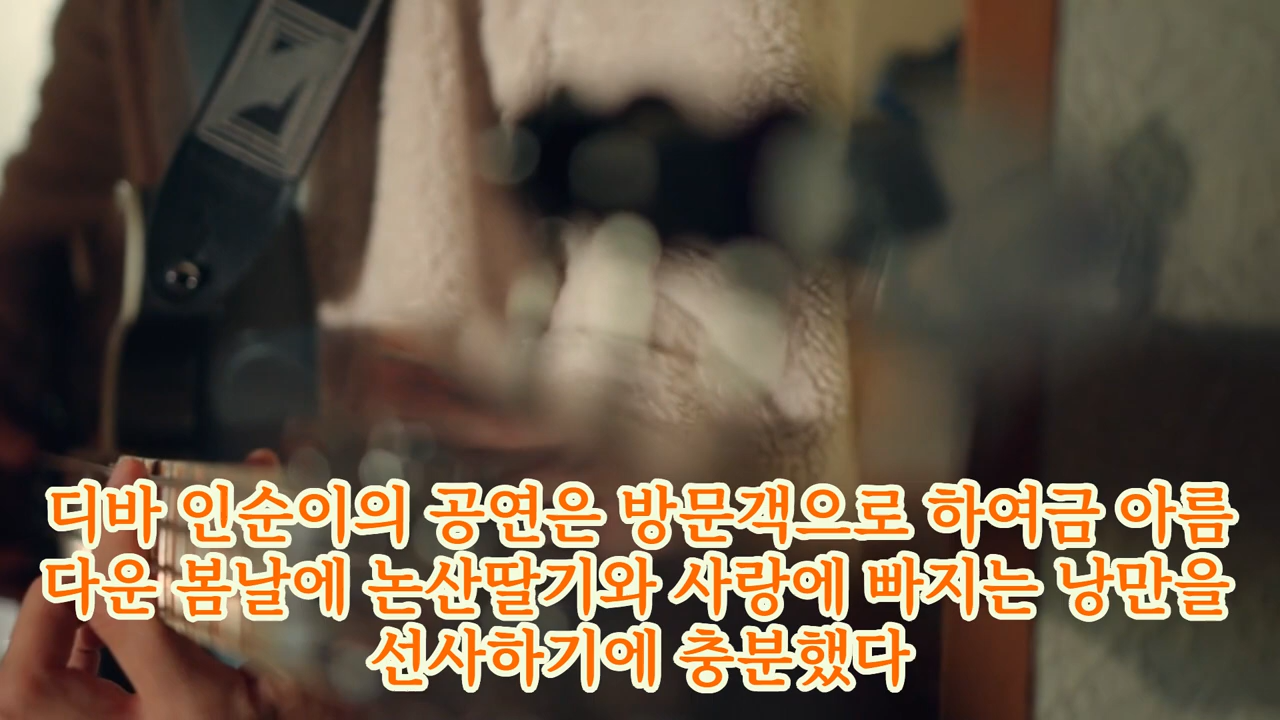 디바 인순이의 공연은 방문객으로 하여금 아름
다운 봄날에 논산딸기와 사랑에 빠지는 낭만을
선사하기에 충분했다